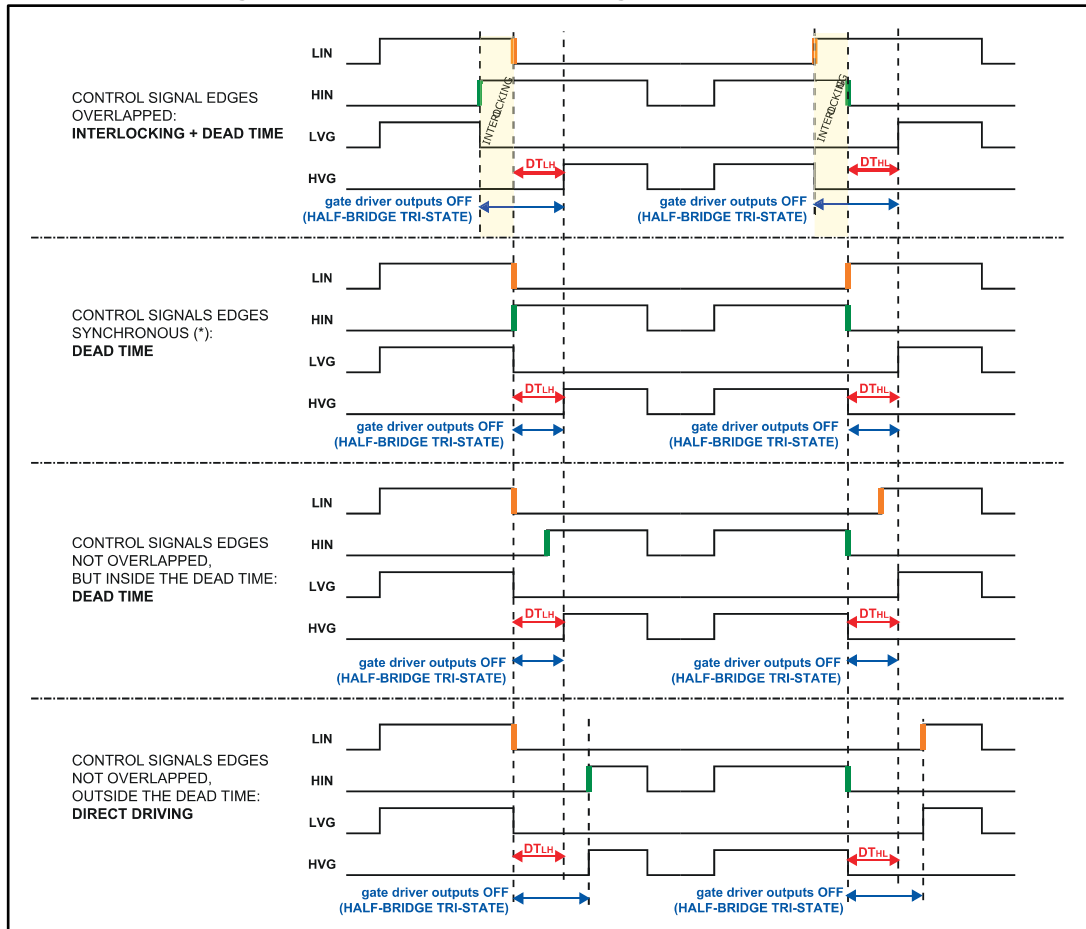 LIN
HIN
LVG
HVG
CONTROL SIGNAL EDGES
OVERLAPPED:
INTERLOCKING + DEAD TIME
INTERLOCKING
INTERLOCKING
DTLH
DTHL
gate driver outputs OFF
(HALF-BRIDGE TRI-STATE)
gate driver outputs OFF
(HALF-BRIDGE TRI-STATE)
LIN
HIN
LVG
HVG
CONTROL SIGNALS EDGES
SYNCHRONOUS (*):
DEAD TIME
DTLH
DTHL
gate driver outputs OFF
(HALF-BRIDGE TRI-STATE)
gate driver outputs OFF
(HALF-BRIDGE TRI-STATE)
LIN
HIN
LVG
HVG
CONTROL SIGNALS EDGES
NOT OVERLAPPED,
BUT INSIDE THE DEAD TIME:
DEAD TIME
DTLH
DTHL
gate driver outputs OFF
(HALF-BRIDGE TRI-STATE)
gate driver outputs OFF
(HALF-BRIDGE TRI-STATE)
LIN
HIN
LVG
HVG
CONTROL SIGNALS EDGES
NOT OVERLAPPED,
OUTSIDE THE DEAD TIME:
DIRECT DRIVING
DTLH
DTHL
gate driver outputs OFF
(HALF-BRIDGE TRI-STATE)
gate driver outputs OFF
(HALF-BRIDGE TRI-STATE)